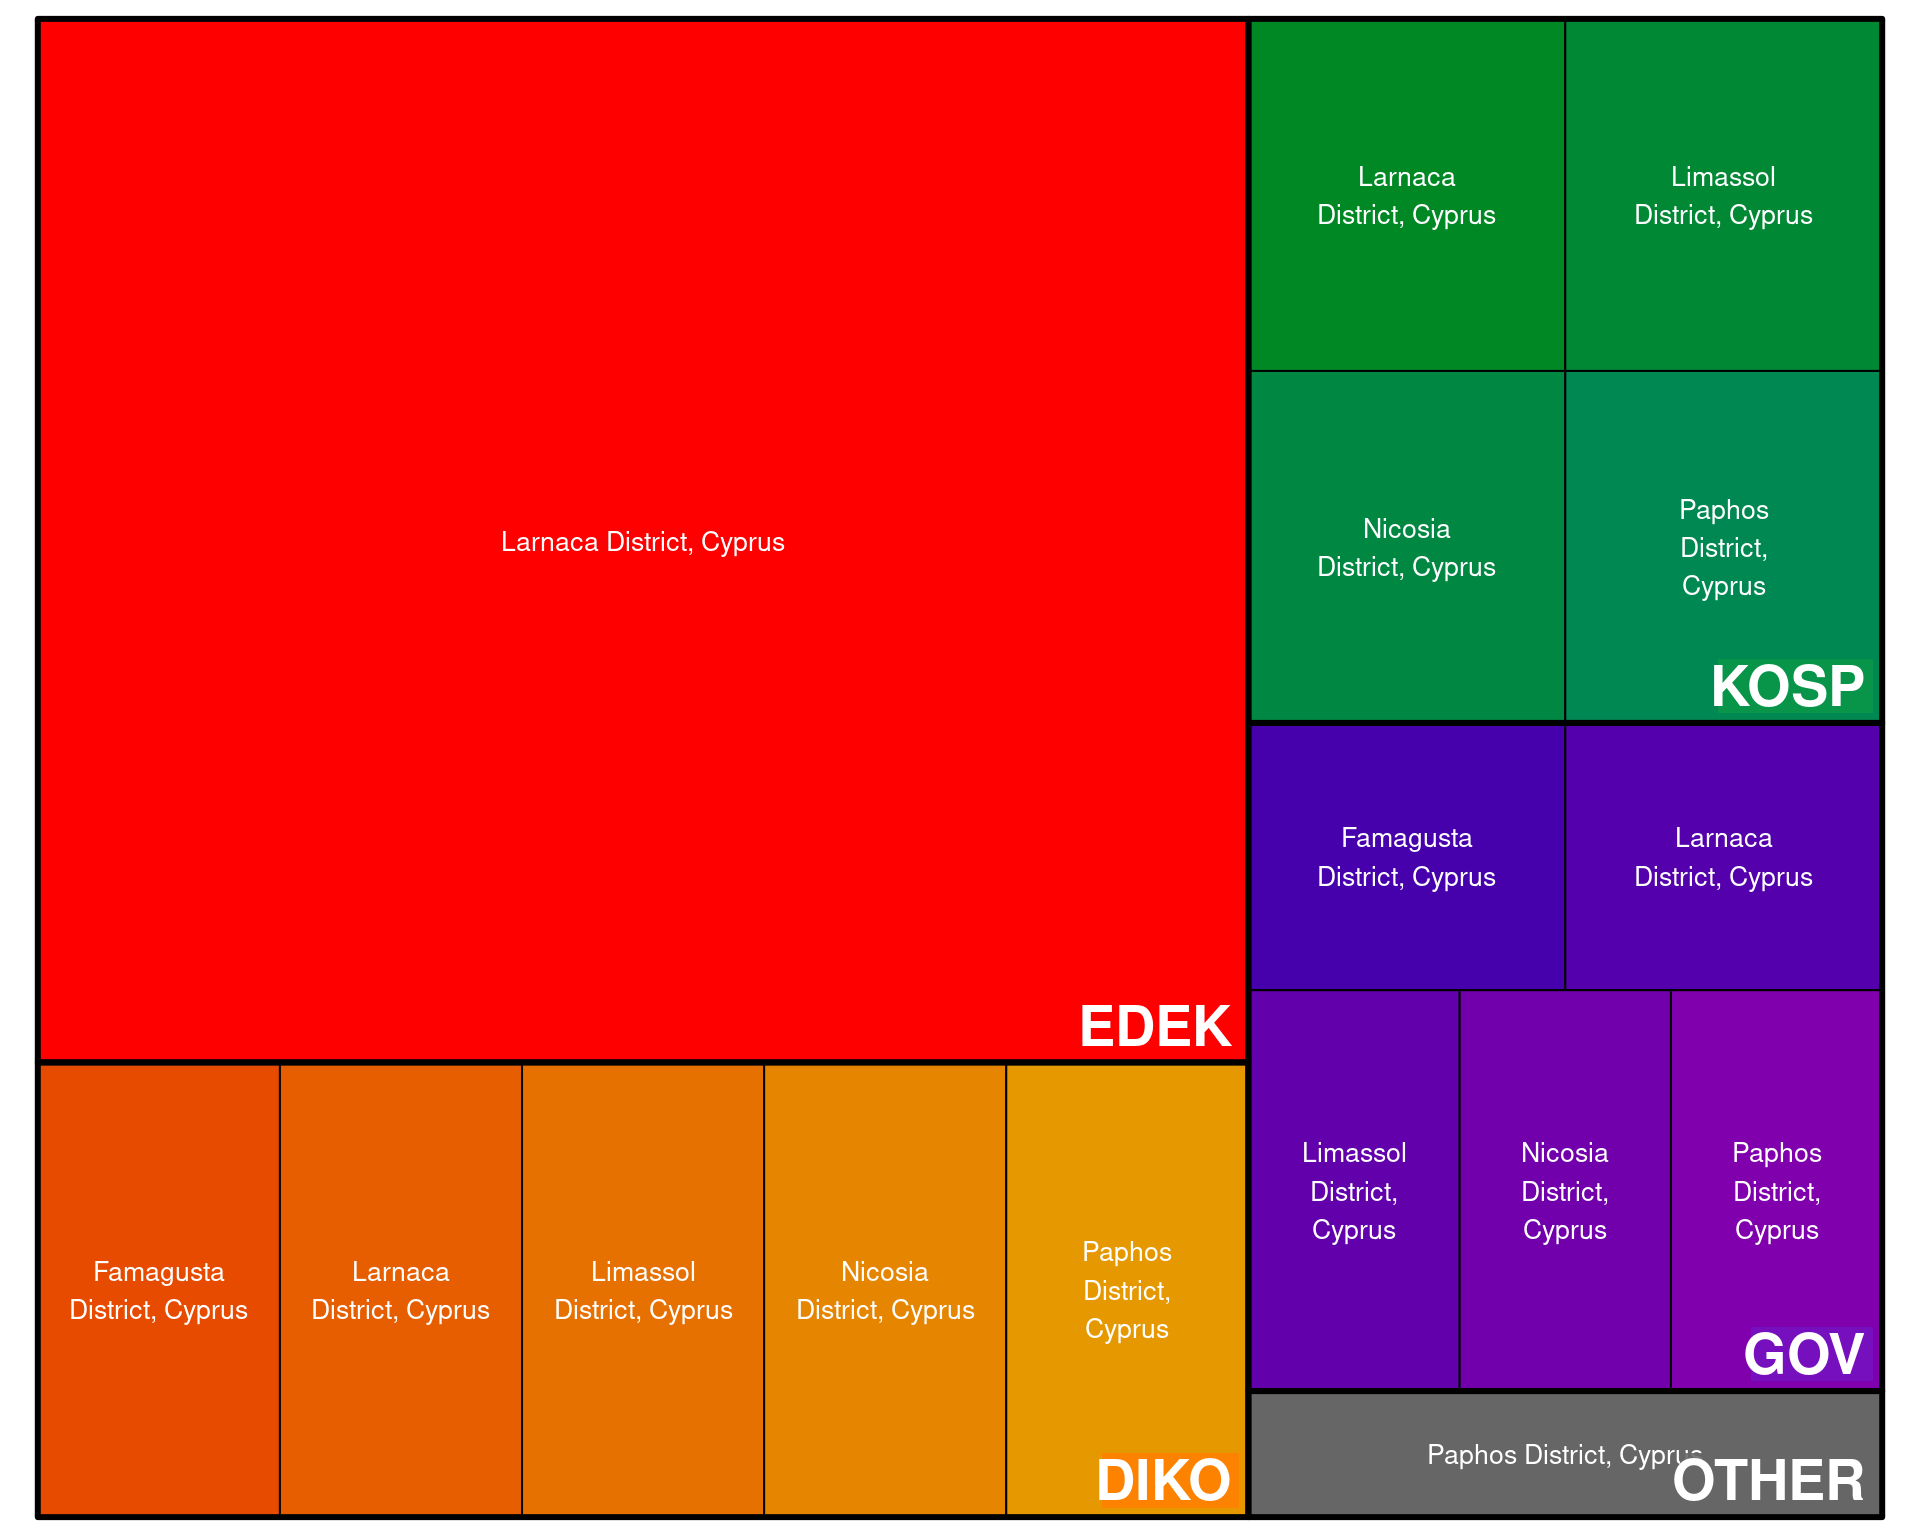 Larnaca District, Cyprus
EDEK
Famagusta
District, Cyprus
Larnaca
District, Cyprus
Limassol
District, Cyprus
Nicosia
District, Cyprus
Paphos
District,
Cyprus
DIKO
Larnaca
District, Cyprus
Limassol
District, Cyprus
Nicosia
District, Cyprus
Paphos
District,
Cyprus
KOSP
Famagusta
District, Cyprus
Larnaca
District, Cyprus
Limassol
District,
Cyprus
Nicosia
District,
Cyprus
Paphos
District,
Cyprus
GOV
Paphos District, Cyprus
OTHER